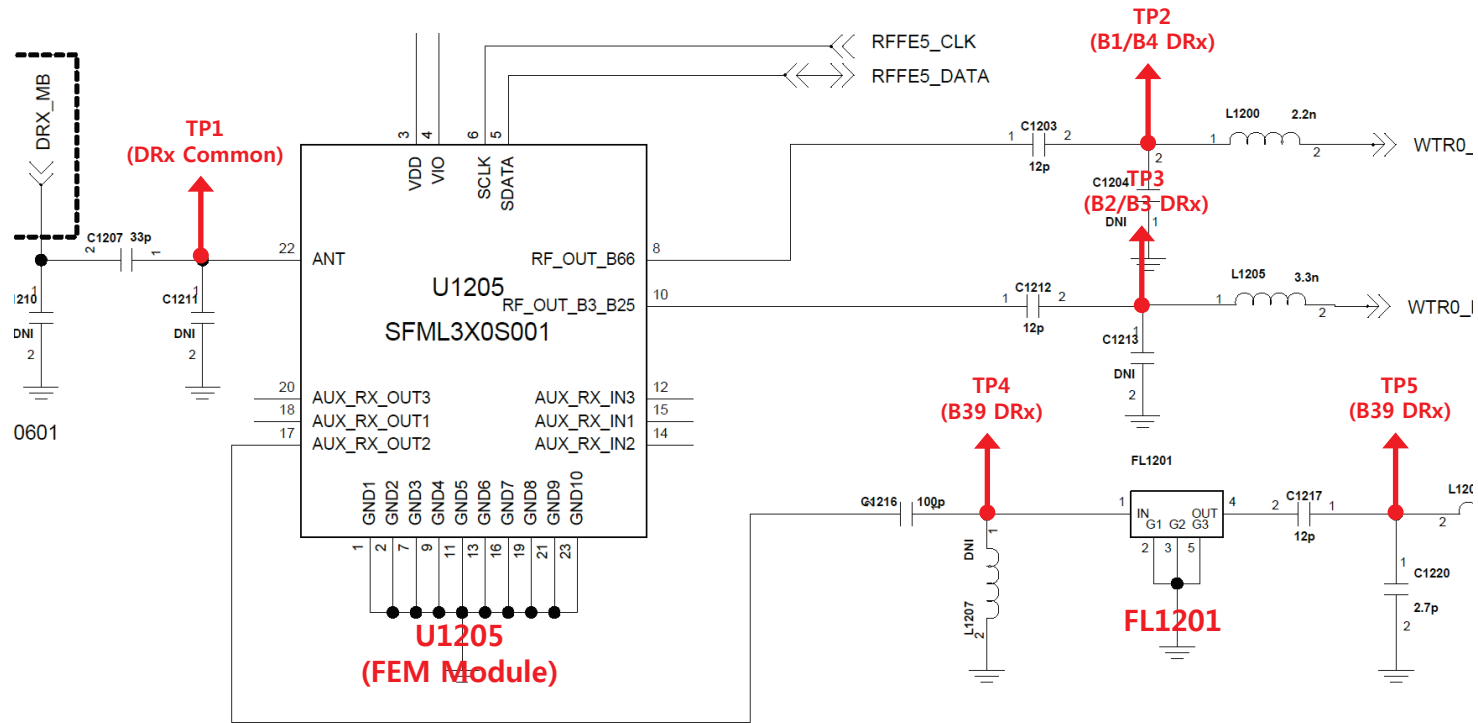 RFFE5_CLK
RFFE5_DATA
TP2
(B1/B4 DRx)
DRX_MB
TP1
(DRx Common)
3
4
6
5
VDD
VIO
SCLK
SDATA
C1203
1
2
12p
L1200
2.2n
1
2
WTR0_
2
C1204
DNI
1
TP3
(B2/B3 DRx)
C1207
33p
2
1
22
ANT
RF_OUT_B66
8
U1205
SFML3X0S001
RF_OUT_B3_B25
10
C1212
1
2
12p
L1205
3.3n
1
2
1
1210
DNI
2
1
C1211
DNI
2
1
C1213
DNI
2
20
AUX_RX_OUT3
18
AUX_RX_OUT1
17
AUX_RX_OUT2
AUX_RX_IN3
12
AUX_RX_IN1
15
AUX_RX_IN2
14
0601
TP4
(B39 DRx)
TP5
(B39 DRx)
GND1
GND2
GND3
GND4
GND5
GND6
GND7
GND8
GND9
GND10
1
2
7
9
11
13
16
19
21
23
U1205
(FEM Module)
C1216
100p
1
DNI
L1207
2
FL1201
1
IN
OUT
4
G1
G2
G3
2
3
5
FL1201
C1217
2
1
12p
2
1
C1220
2.7p
2